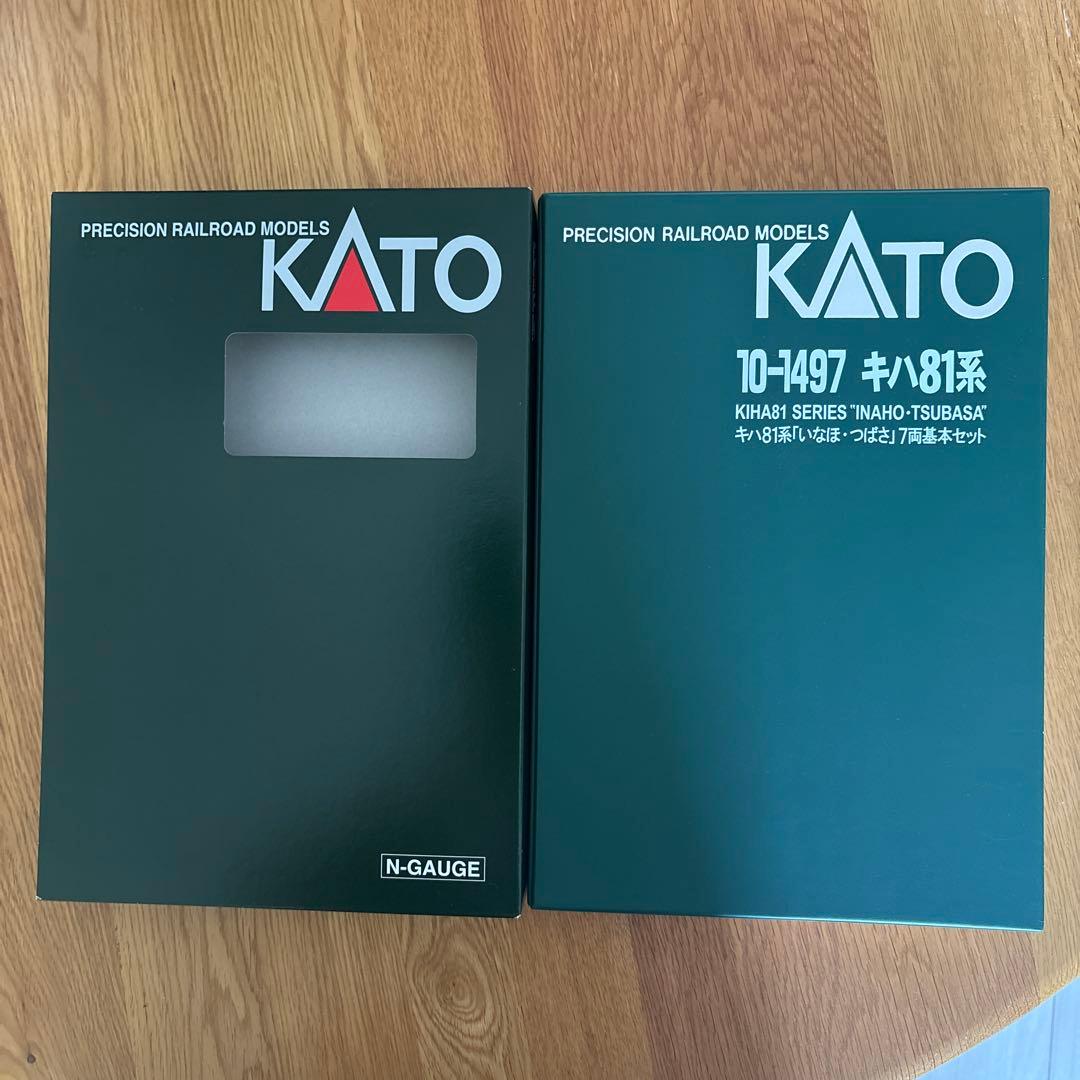 PRECISION RAILROAD MODELS
KATO
N-GAUGE
PRECISION RAILROAD MODELS
KATO
10-1497 キハ81系
KIHA81 SERIES "INAHO・TSUBASA"
キハ81系「いなほ・つばさ」7両基本セット